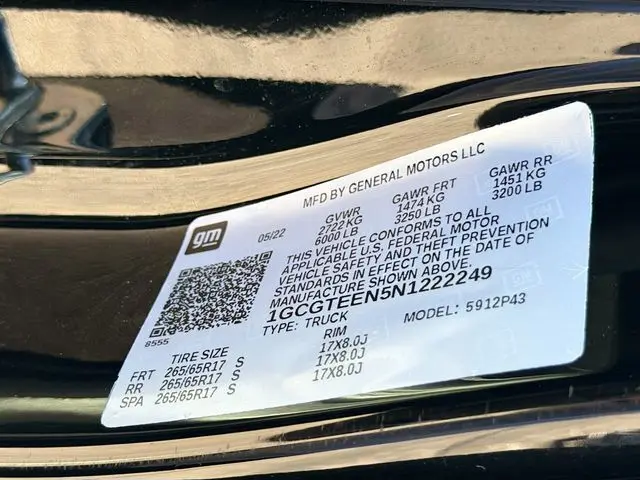 MFD BY GENERAL MOTORS LLC
gm
05/22
GVWR GAWR FRT GAWR RR
2722 KG 1474 KG 1451 KG
6000 LB 3250 LB 3200 LB
THIS VEHICLE CONFORMS TO ALL
APPLICABLE U.S. FEDERAL MOTOR
VEHICLE SAFETY AND THEFT PREVENTION
STANDARDS IN EFFECT ON THE DATE OF
MANUFACTURE SHOWN ABOVE.
1GCGTEEN5N1222249
TYPE: TRUCK MODEL: 5912P43
8555
TIRE SIZE RIM
FRT 265/65R17 S 17X8.0J
RR 265/65R17 S 17X8.0J
SPA 265/65R17 S 17X8.0J